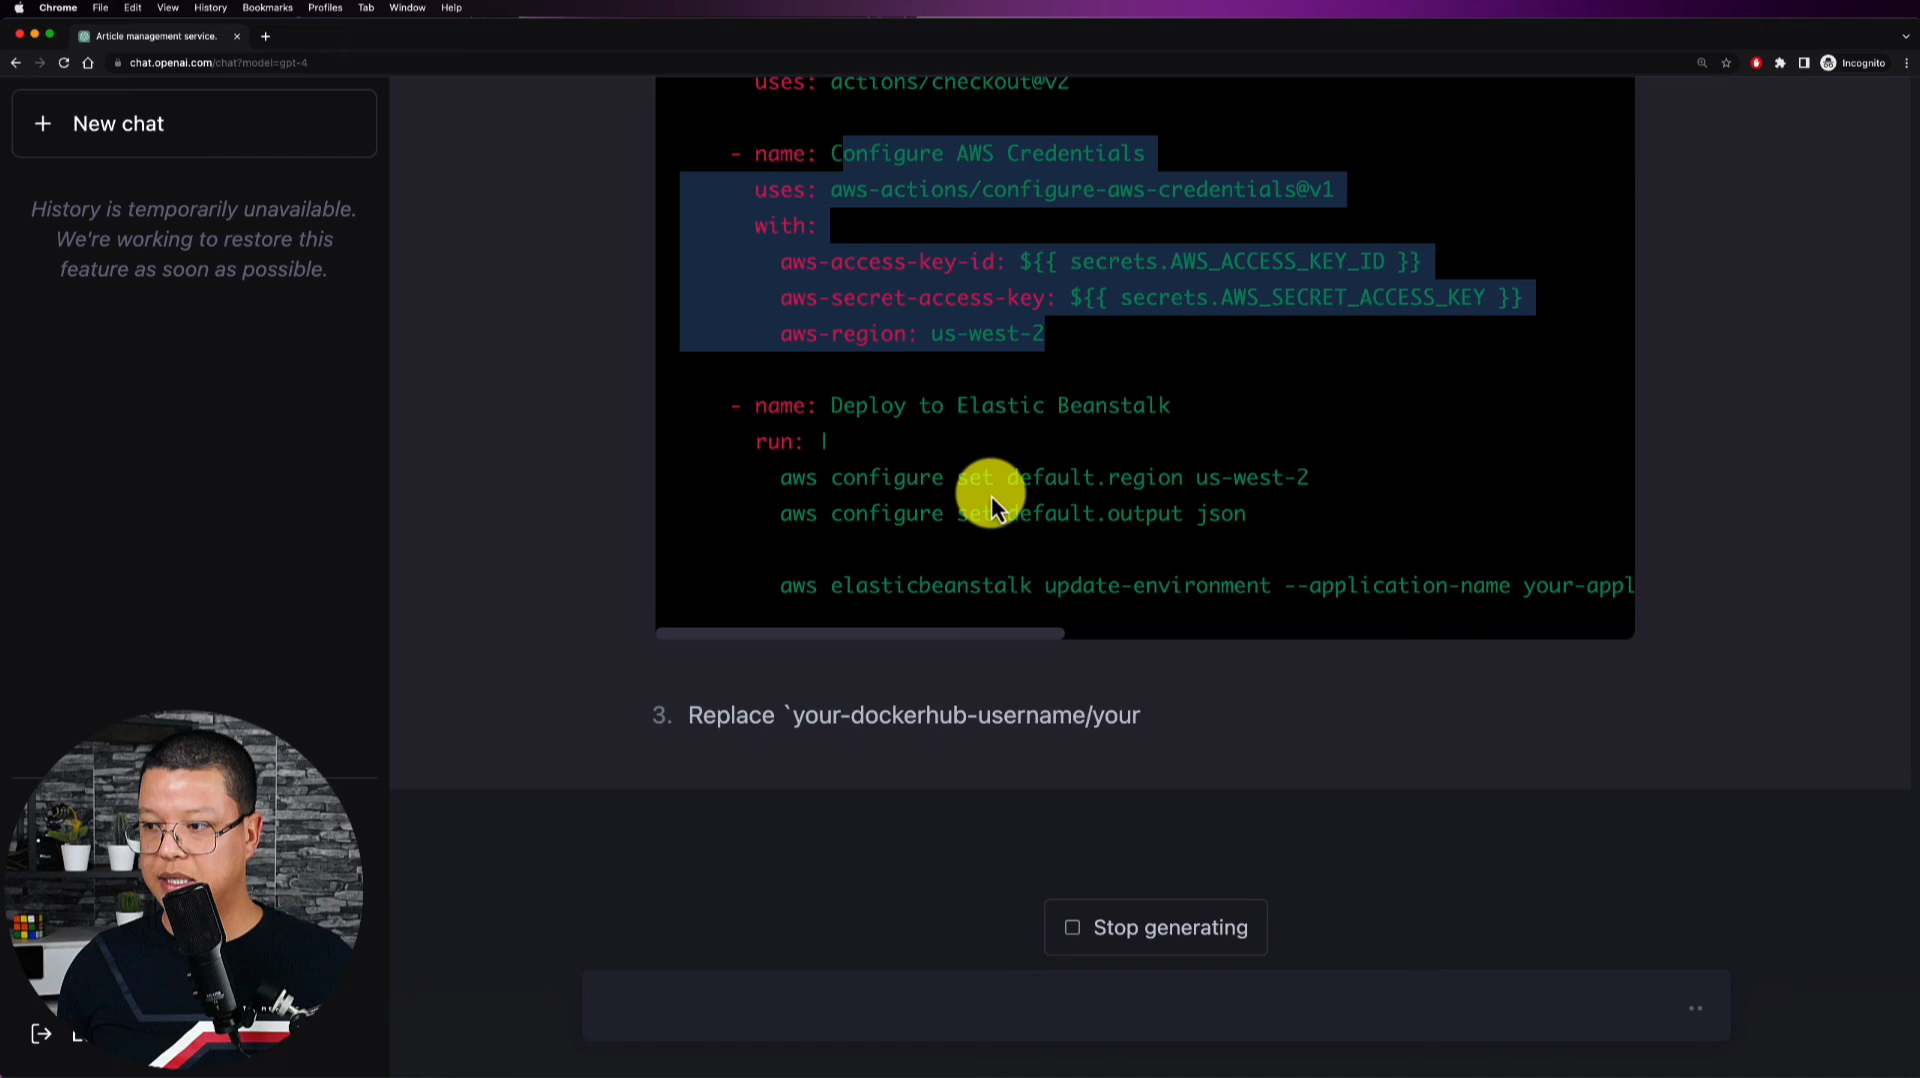 Chrome File Edit View History Bookmarks Profiles Tab Window Help
Article management service.
chat.openai.com/chat?model=gpt-4
Incognito
New chat
History is temporarily unavailable.
We're working to restore this
feature as soon as possible.
uses: actions/checkout@v2
- name: Configure AWS Credentials
uses: aws-actions/configure-aws-credentials@v1
with:
aws-access-key-id: ${{ secrets.AWS_ACCESS_KEY_ID }}
aws-secret-access-key: ${{ secrets.AWS_SECRET_ACCESS_KEY }}
aws-region: us-west-2
- name: Deploy to Elastic Beanstalk
run: |
aws configure set default.region us-west-2
aws configure set default.output json
aws elasticbeanstalk update-environment --application-name your-appl
3. Replace `your-dockerhub-username/your
Stop generating